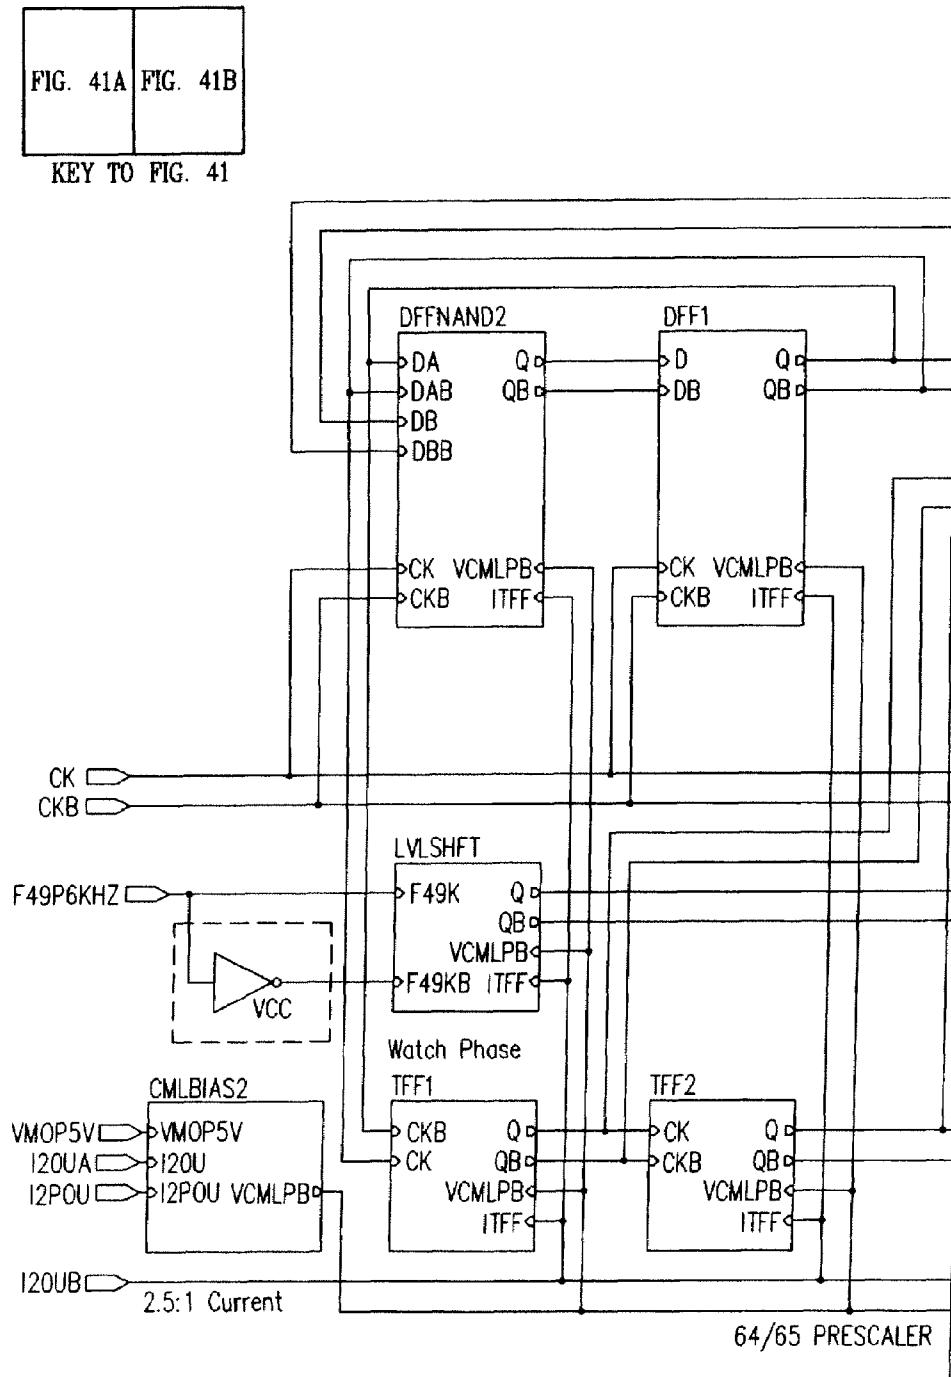 FIG. 41A FIG. 41B
KEY TO FIG. 41
DFFNAND2
DA Q
DAB QB
DB
DBB
CK VCMLPB
CKB ITFF
DFF1
D Q
DB QB
CK VCMLPB
CKB ITFF
CK
CKB
LVLSHFT
F49P6KHZ
F49K Q
QB
VCMLPB
F49KB ITFF
VCC
Watch Phase
CMLBIAS2
VMOP5V VMOP5V
I20UA I20U
I2POU I2POU VCMLPB
TFF1
CKB Q
CK QB
VCMLPB
ITFF
TFF2
CK Q
CKB QB
VCMLPB
ITFF
I20UB
2.5:1 Current
64/65 PRESCALER